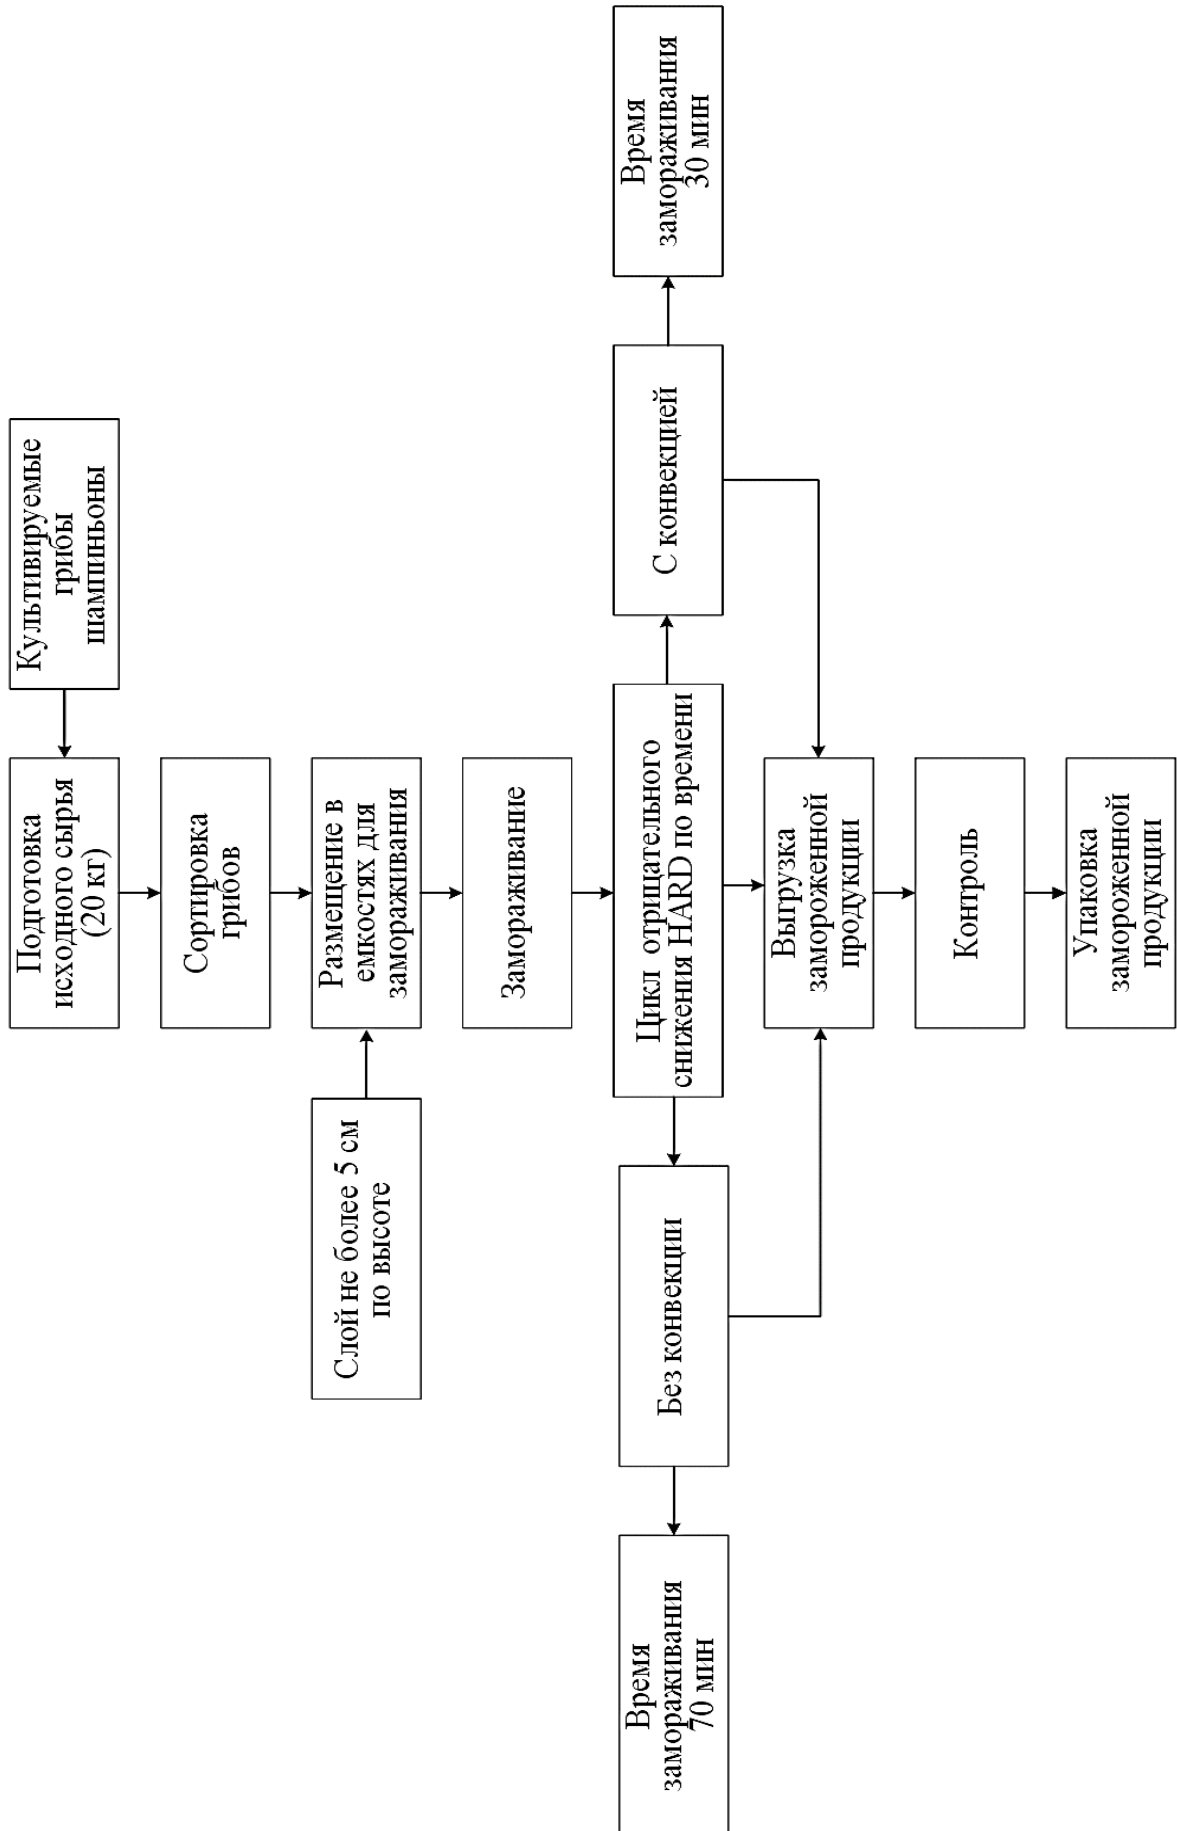 Культивируемые
грибы
шампиньоны
Подготовка
исходного сырья
(20 кг)
Сортировка
грибов
Слой не более 5 см
по высоте
Размещение в
емкостях для
замораживания
Замораживание
Цикл отрицательного
снижения HARD по времени
Время
замораживания
70 мин
Без конвекции
С конвекцией
Время
замораживания
30 мин
Выгрузка
замороженной
продукции
Контроль
Упаковка
замороженной
продукции